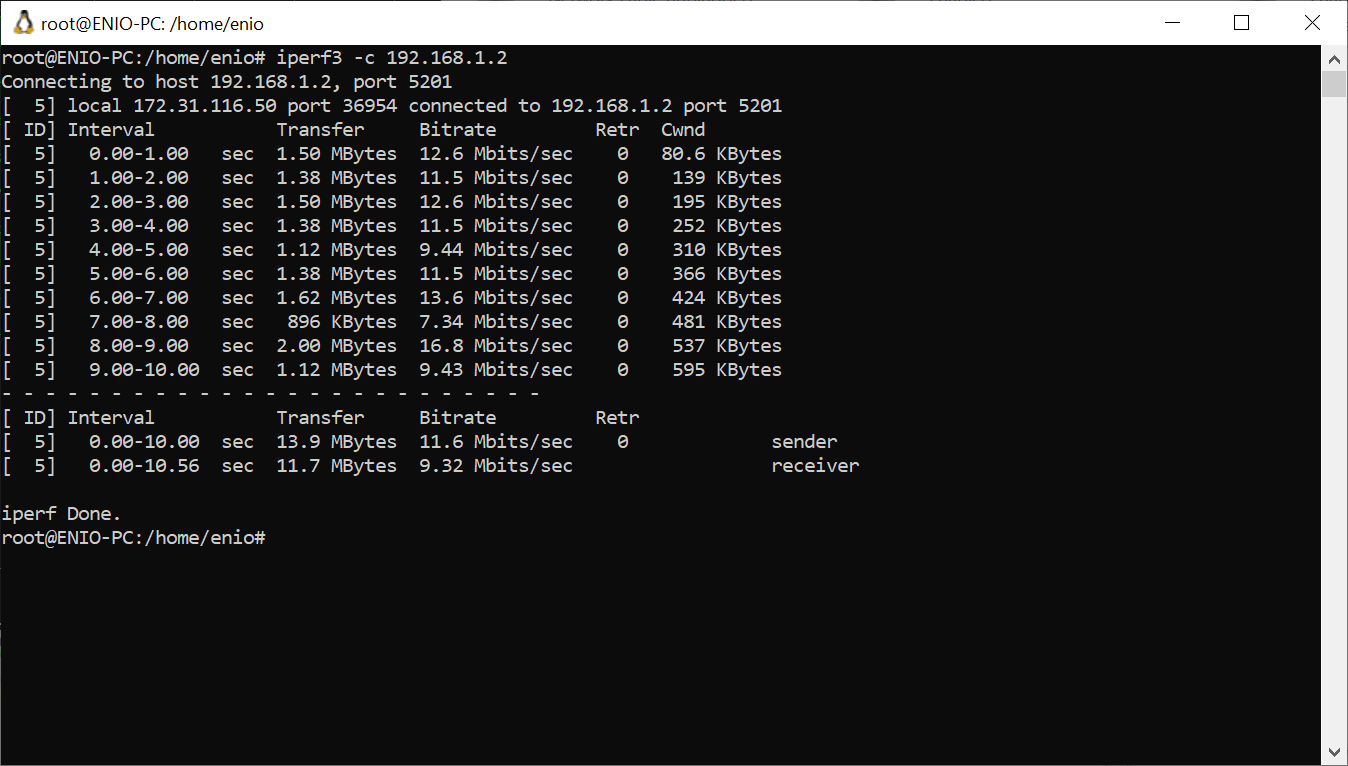 root@ENIO-PC: /home/enio
root@ENIO-PC:/home/enio# iperf3 -c 192.168.1.2
Connecting to host 192.168.1.2, port 5201
[  5] local 172.31.116.50 port 36954 connected to 192.168.1.2 port 5201
[ ID] Interval           Transfer     Bitrate         Retr  Cwnd
[  5]   0.00-1.00   sec  1.50 MBytes  12.6 Mbits/sec    0   80.6 KBytes
[  5]   1.00-2.00   sec  1.38 MBytes  11.5 Mbits/sec    0    139 KBytes
[  5]   2.00-3.00   sec  1.50 MBytes  12.6 Mbits/sec    0    195 KBytes
[  5]   3.00-4.00   sec  1.38 MBytes  11.5 Mbits/sec    0    252 KBytes
[  5]   4.00-5.00   sec  1.12 MBytes  9.44 Mbits/sec    0    310 KBytes
[  5]   5.00-6.00   sec  1.38 MBytes  11.5 Mbits/sec    0    366 KBytes
[  5]   6.00-7.00   sec  1.62 MBytes  13.6 Mbits/sec    0    424 KBytes
[  5]   7.00-8.00   sec   896 KBytes  7.34 Mbits/sec    0    481 KBytes
[  5]   8.00-9.00   sec  2.00 MBytes  16.8 Mbits/sec    0    537 KBytes
[  5]   9.00-10.00  sec  1.12 MBytes  9.43 Mbits/sec    0    595 KBytes
- - - - - - - - - - - - - - - - - - - - - - - - -
[ ID] Interval           Transfer     Bitrate         Retr
[  5]   0.00-10.00  sec  13.9 MBytes  11.6 Mbits/sec    0             sender
[  5]   0.00-10.56  sec  11.7 MBytes  9.32 Mbits/sec                  receiver
iperf Done.
root@ENIO-PC:/home/enio#